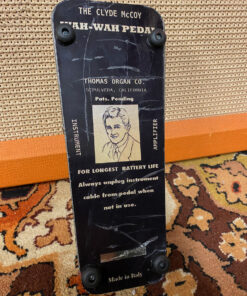 THE CLYDE McCOY
WAH-WAH PEDAL
THOMAS ORGAN CO.
SEPULVEDA, CALIFORNIA
Pats. Pending
INSTRUMENT
AMPLIFIER
FOR LONGEST BATTERY LIFE
Always unplug instrument
cable from pedal when
not in use.
Made in Italy